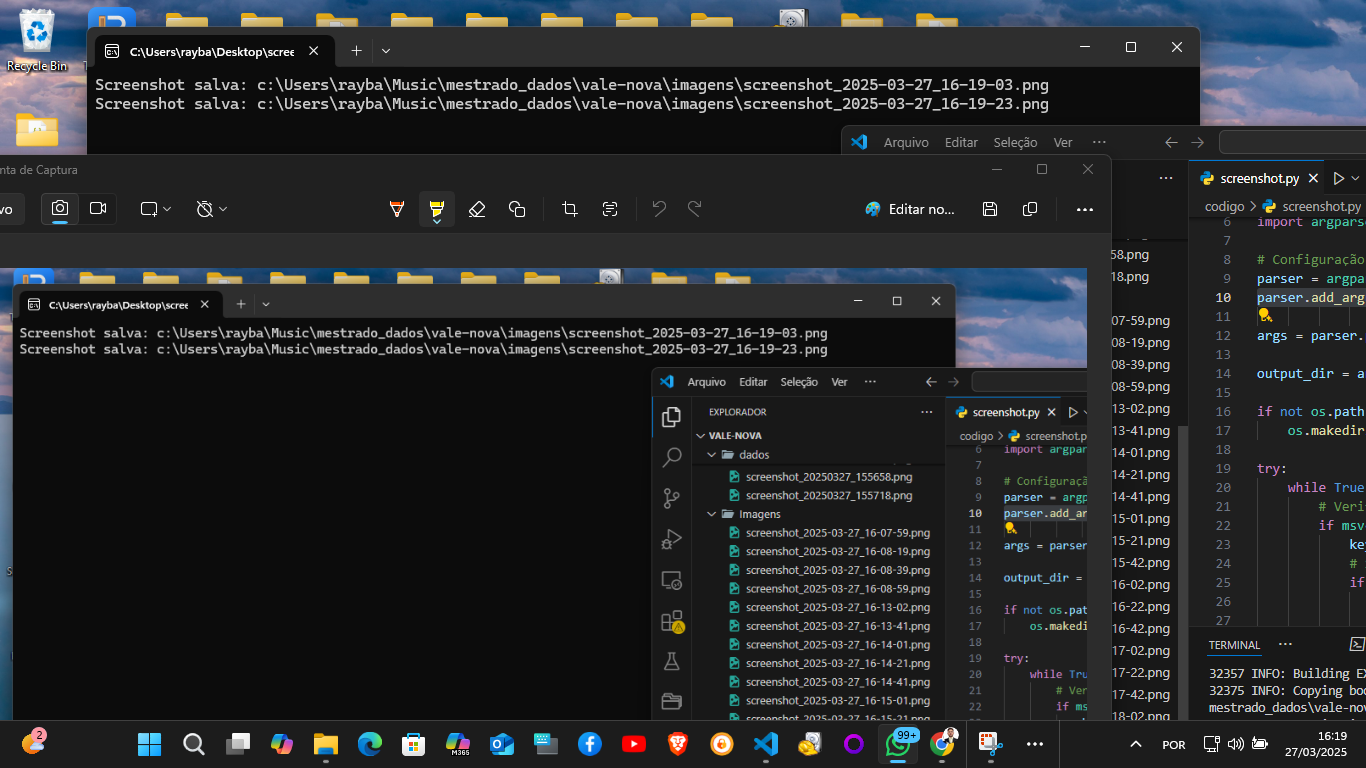 Recycle Bin
C:\Users\rayba\Desktop\scree
Screenshot salva: c:\Users\rayba\Music\mestrado_dados\vale-nova\imagens\screenshot_2025-03-27_16-19-03.png
Screenshot salva: c:\Users\rayba\Music\mestrado_dados\vale-nova\imagens\screenshot_2025-03-27_16-19-23.png
Arquivo Editar Seleção Ver ···
nta de Captura
vo
Editar no...
screenshot.py
codigo > screenshot.py
58.png
18.png
07-59.png
08-19.png
08-39.png
08-59.png
13-02.png
13-41.png
14-01.png
14-21.png
14-41.png
15-01.png
15-21.png
15-42.png
16-02.png
16-22.png
16-42.png
17-02.png
17-22.png
17-42.png
18-02.png
6 import argparse
7
8 # Configuração
9 parser = argpa
10 parser.add_arg
11
12 args = parser.
13
14 output_dir = a
15
16 if not os.path
17 os.makedir
18
19 try:
20 while True
21 # Veri
22 if msv
23 key
24 #
25 if
26
27
TERMINAL ···
32357 INFO: Building EX
32375 INFO: Copying boo
mestrado_dados\vale-nov
C:\Users\rayba\Desktop\scree
Screenshot salva: c:\Users\rayba\Music\mestrado_dados\vale-nova\imagens\screenshot_2025-03-27_16-19-03.png
Screenshot salva: c:\Users\rayba\Music\mestrado_dados\vale-nova\imagens\screenshot_2025-03-27_16-19-23.png
Arquivo Editar Seleção Ver ···
EXPLORADOR ···
VALE-NOVA
dados
screenshot_20250327_155658.png
screenshot_20250327_155718.png
Imagens
screenshot_2025-03-27_16-07-59.png
screenshot_2025-03-27_16-08-19.png
screenshot_2025-03-27_16-08-39.png
screenshot_2025-03-27_16-08-59.png
screenshot_2025-03-27_16-13-02.png
screenshot_2025-03-27_16-13-41.png
screenshot_2025-03-27_16-14-01.png
screenshot_2025-03-27_16-14-21.png
screenshot_2025-03-27_16-14-41.png
screenshot_2025-03-27_16-15-01.png
screenshot_2025-03-27_16-15-21.png
screenshot.py
codigo > screenshot.p
6 import argpar
7
8 # Configuraçã
9 parser = argp
10 parser.add_ar
11
12 args = parser
13
14 output_dir =
15
16 if not os.pat
17 os.makedi
18
19 try:
20 while Tru
21 # Ver
22 if ms
2
M365
99+
POR
16:19
27/03/2025